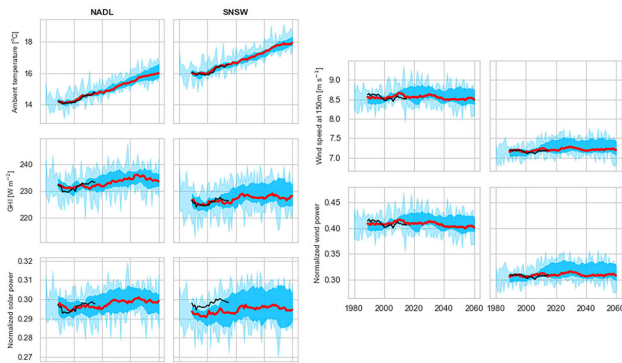 NADL
SNSW
Ambient temperature [°C]
18
16
14
GHI [W m⁻²]
240
230
220
Normalized solar power
0.32
0.31
0.30
0.29
0.28
0.27
Wind speed at 150m [m s⁻¹]
9.0
8.5
8.0
7.5
7.0
Normalized wind power
0.45
0.40
0.35
0.30
1980 2000 2020 2040 2060
1980 2000 2020 2040 2060